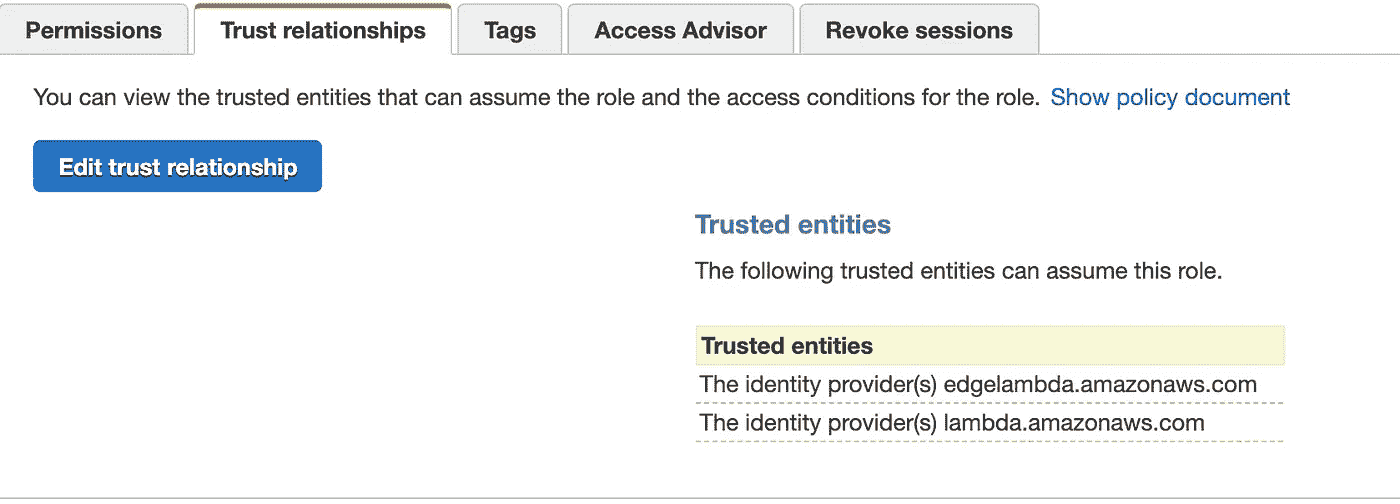 Permissions Trust relationships Tags Access Advisor Revoke sessions
You can view the trusted entities that can assume the role and the access conditions for the role. Show policy document
Edit trust relationship
Trusted entities
The following trusted entities can assume this role.
Trusted entities
The identity provider(s) edgelambda.amazonaws.com
The identity provider(s) lambda.amazonaws.com